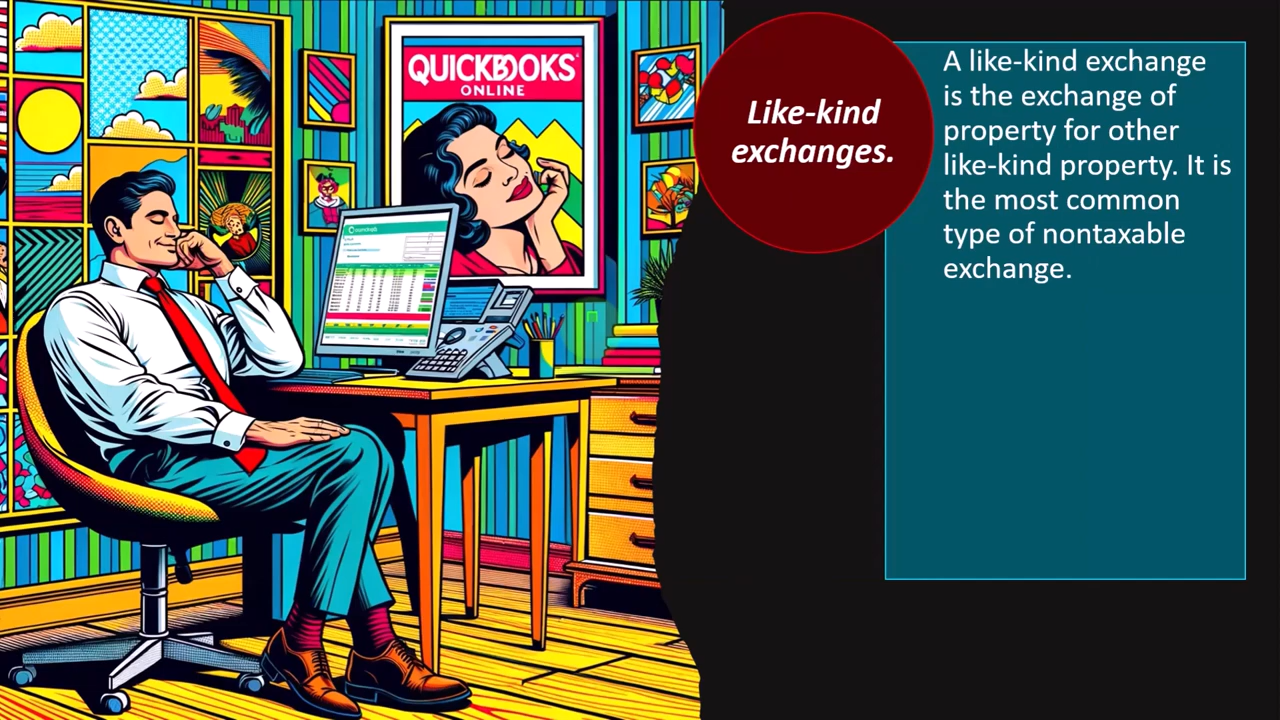 QUICKBOOKS
ONLINE
Like-kind
exchanges.
A like-kind exchange
is the exchange of
property for other
like-kind property. It is
the most common
type of nontaxable
exchange.